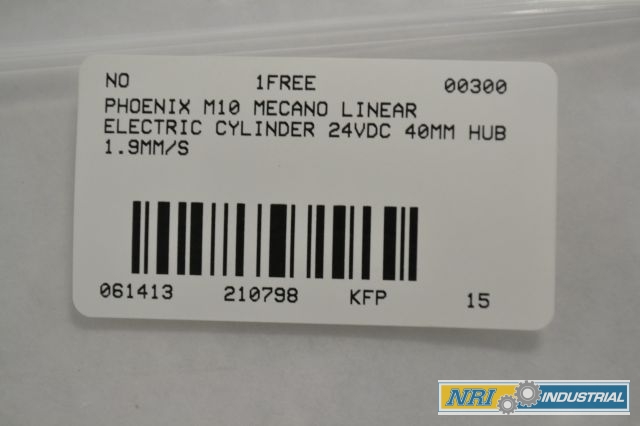 NO 1FREE 00300
PHOENIX M10 MECANO LINEAR
ELECTRIC CYLINDER 24VDC 40MM HUB
1.9MM/S
061413 210798 KFP 15
NRI INDUSTRIAL